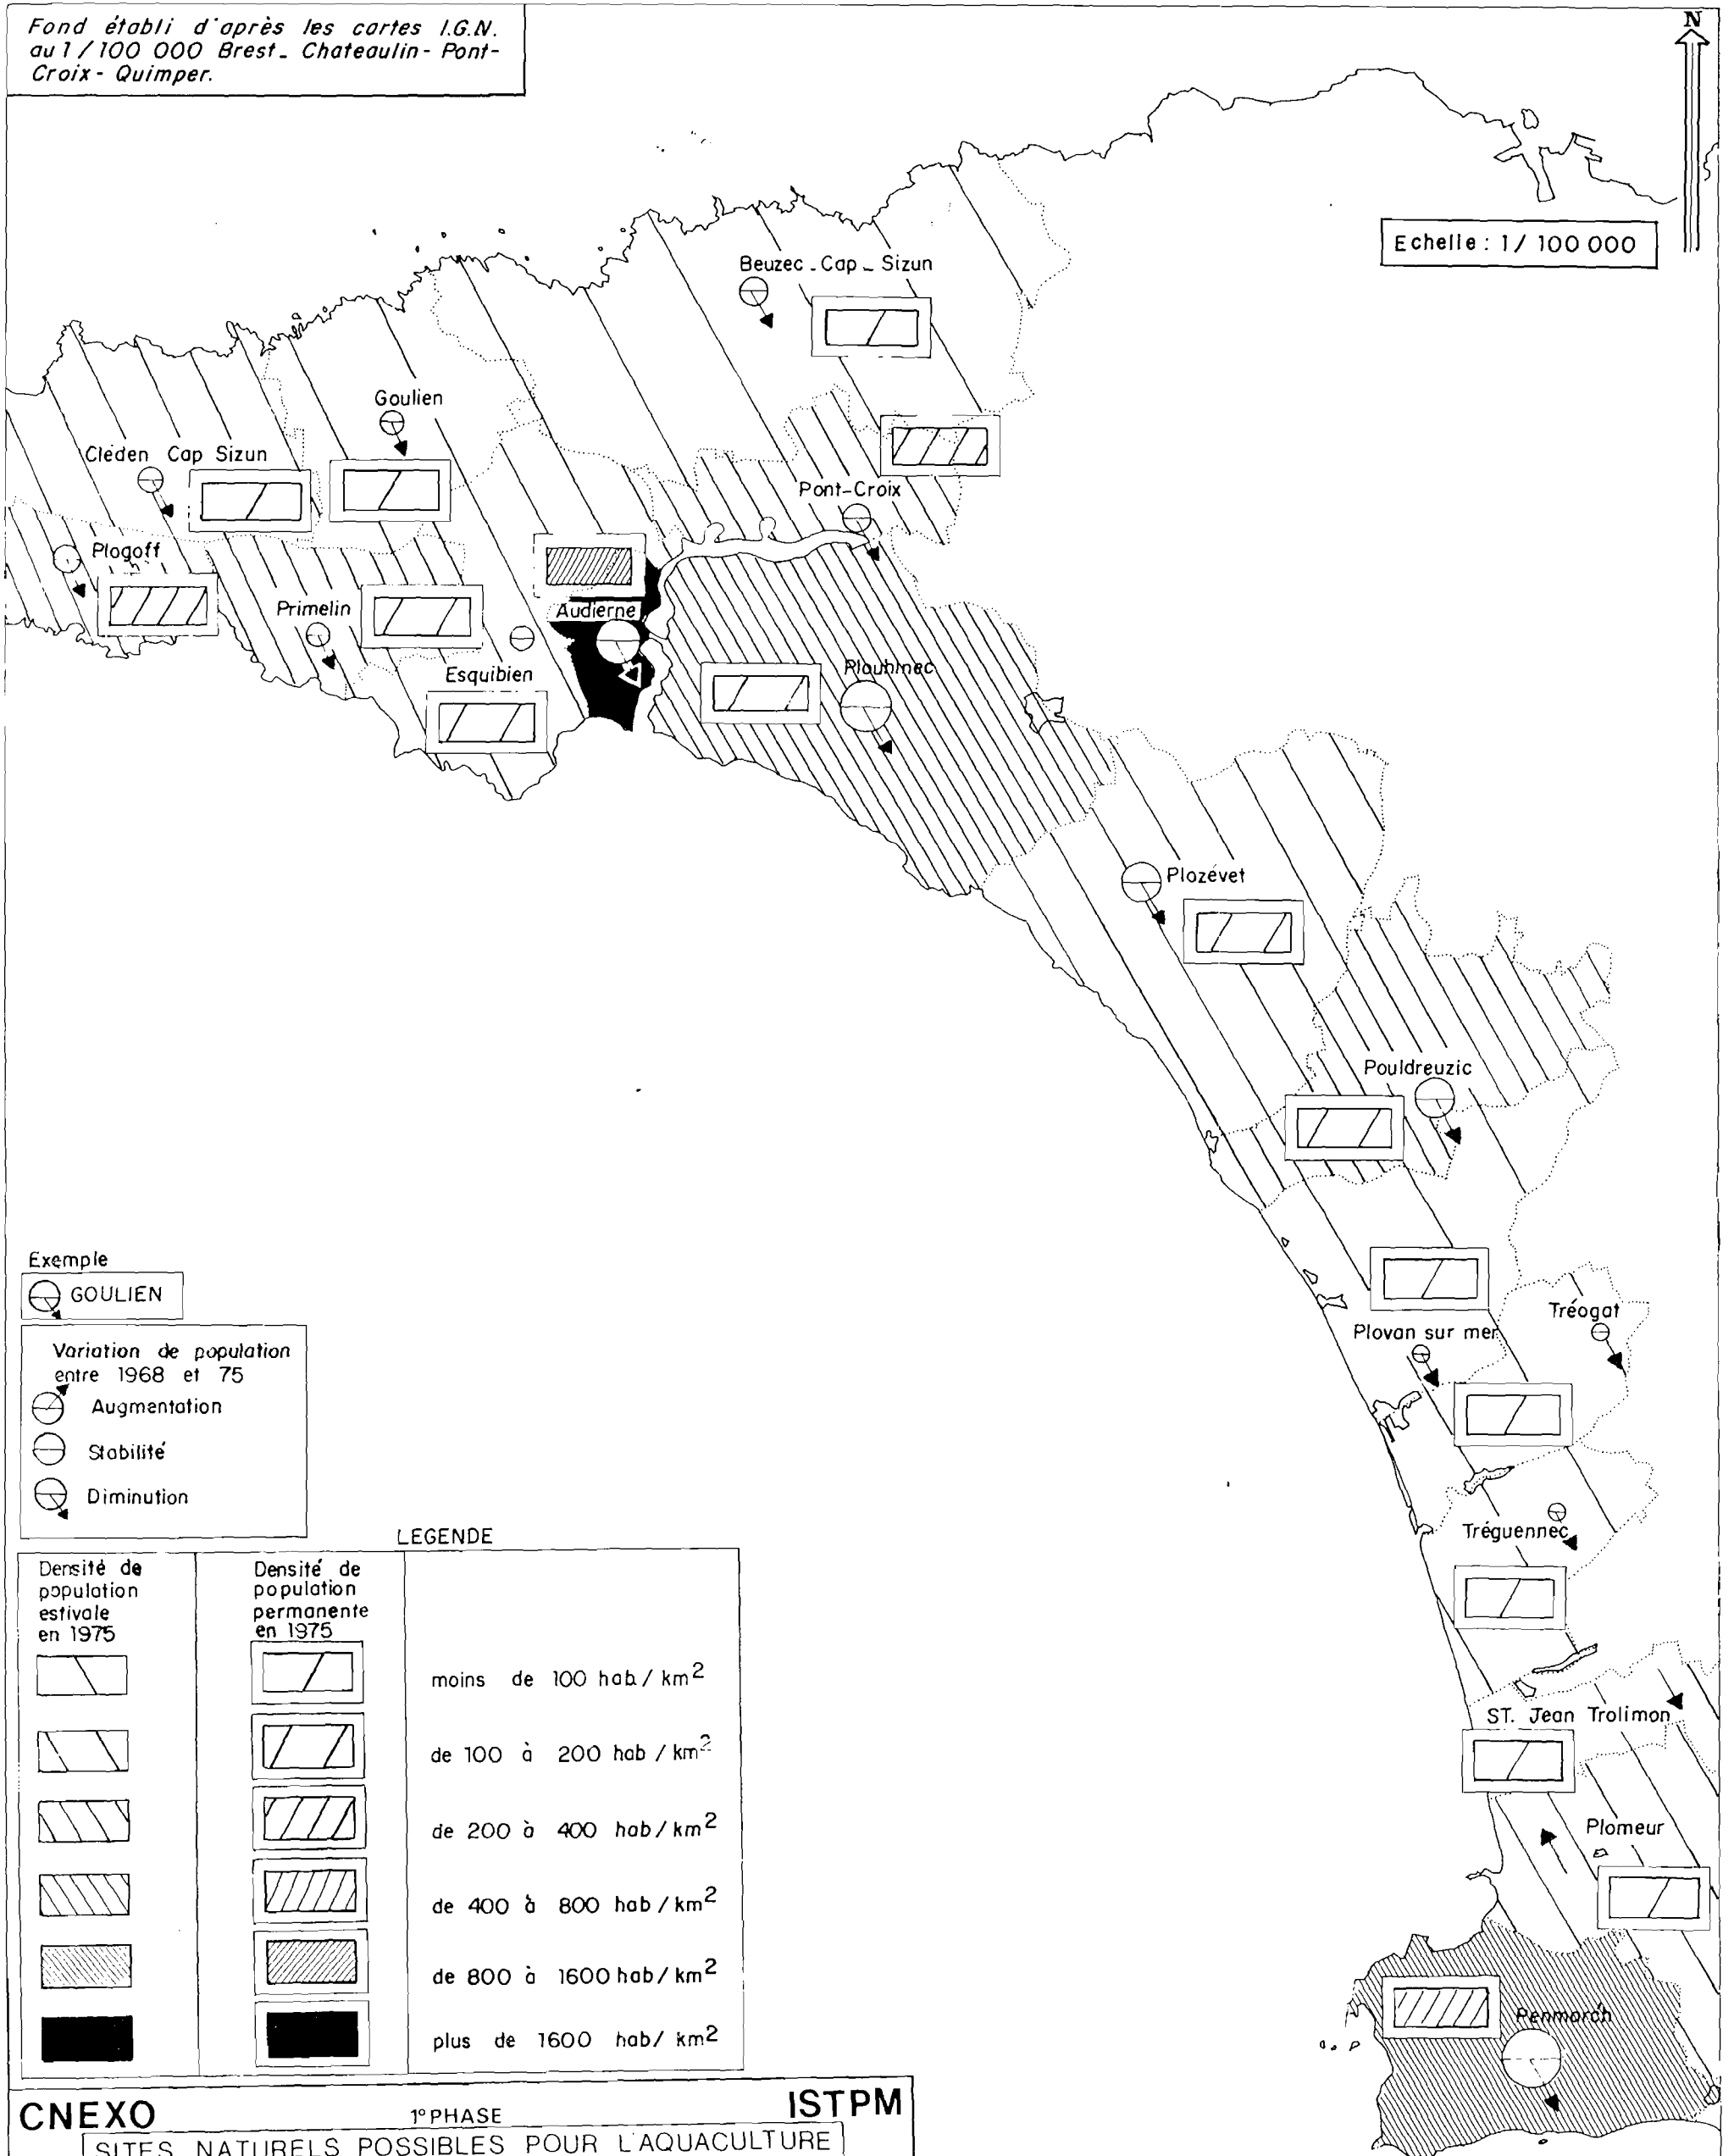 Fond établi d'après les cartes I.G.N.
au 1/100 000 Brest_ Chateaulin-Pont-
Croix-Quimper.
N
Echelle: 1/ 100 000
Beuzec_Cap_Sizun
Goulien
Cléden Cap Sizun
Pont-Croix
Plogoff
Primelin
Audierne
Esquibien
Plouhinec
Plozévet
Pouldreuzic
Tréogat
Plovan sur mer
Tréguennec
ST. Jean Trolimon
Plomeur
Penmarch
Exemple
GOULIEN
Variation de population
entre 1968 et 75
Augmentation
Stabilité
Diminution
LEGENDE
Densité de
population
estivale
en 1975
Densité de
population
permanente
en 1975
moins de 100 hab./km2
de 100 à 200 hab/km2
de 200 à 400 hab/km2
de 400 à 800 hab/km2
de 800 à 1600 hab/km2
plus de 1600 hab/km2
CNEXO
1° PHASE
ISTPM
SITES NATURELS POSSIBLES POUR L'AQUACULTURE